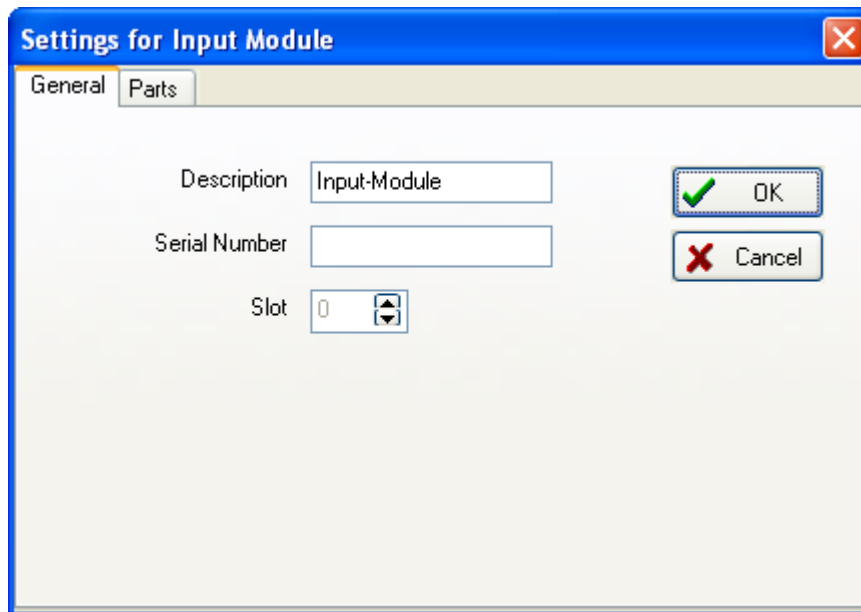 Settings for Input Module
General Parts
Description Input-Module OK
Serial Number Cancel
Slot 0